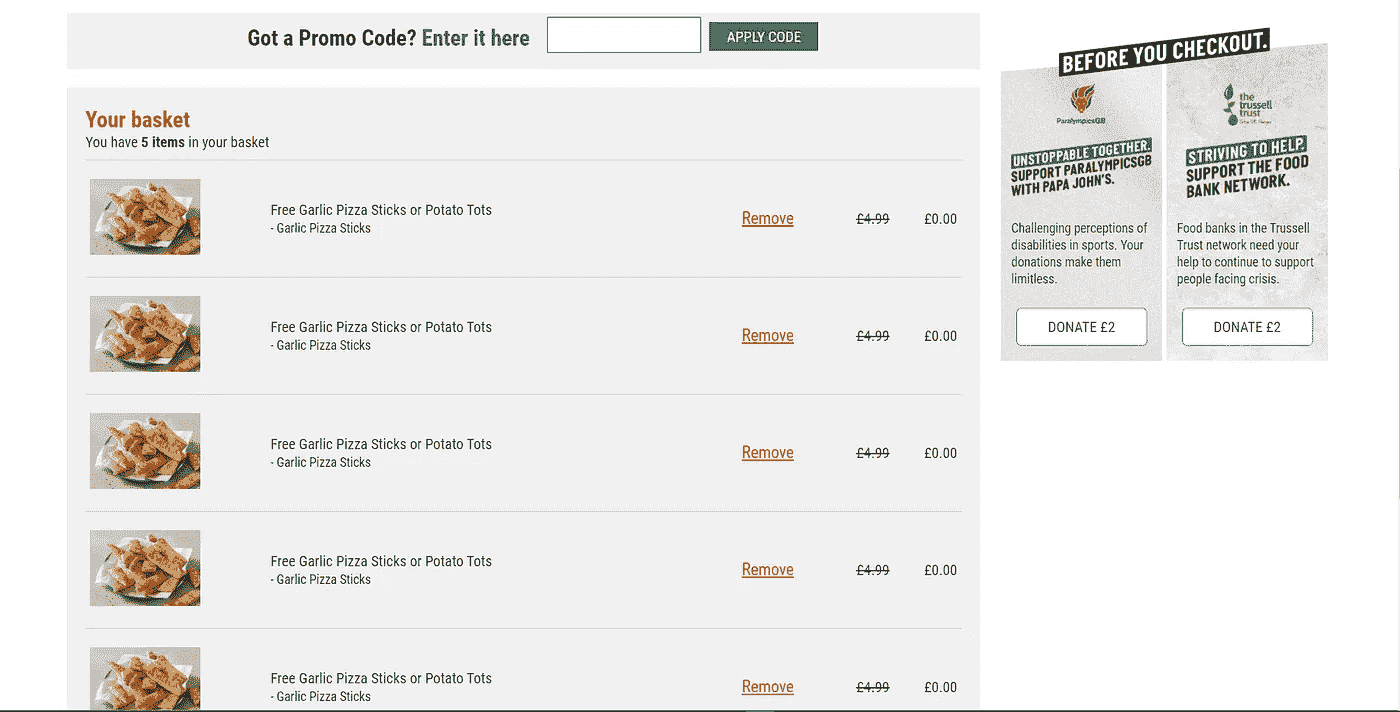 Got a Promo Code? Enter it here
APPLY CODE
Your basket
You have 5 items in your basket
Free Garlic Pizza Sticks or Potato Tots
- Garlic Pizza Sticks
Remove
£4.99
£0.00
Free Garlic Pizza Sticks or Potato Tots
- Garlic Pizza Sticks
Remove
£4.99
£0.00
Free Garlic Pizza Sticks or Potato Tots
- Garlic Pizza Sticks
Remove
£4.99
£0.00
Free Garlic Pizza Sticks or Potato Tots
- Garlic Pizza Sticks
Remove
£4.99
£0.00
Free Garlic Pizza Sticks or Potato Tots
- Garlic Pizza Sticks
Remove
£4.99
£0.00
BEFORE YOU CHECKOUT.
ParalympicsGB
UNSTOPPABLE TOGETHER.
SUPPORT PARALYMPICSGB
WITH PAPA JOHN'S.
Challenging perceptions of
disabilities in sports. Your
donations make them
limitless.
DONATE £2
the
trussell
trust
STRIVING TO HELP.
SUPPORT THE FOOD
BANK NETWORK.
Food banks in the Trussell
Trust network need your
help to continue to support
people facing crisis.
DONATE £2